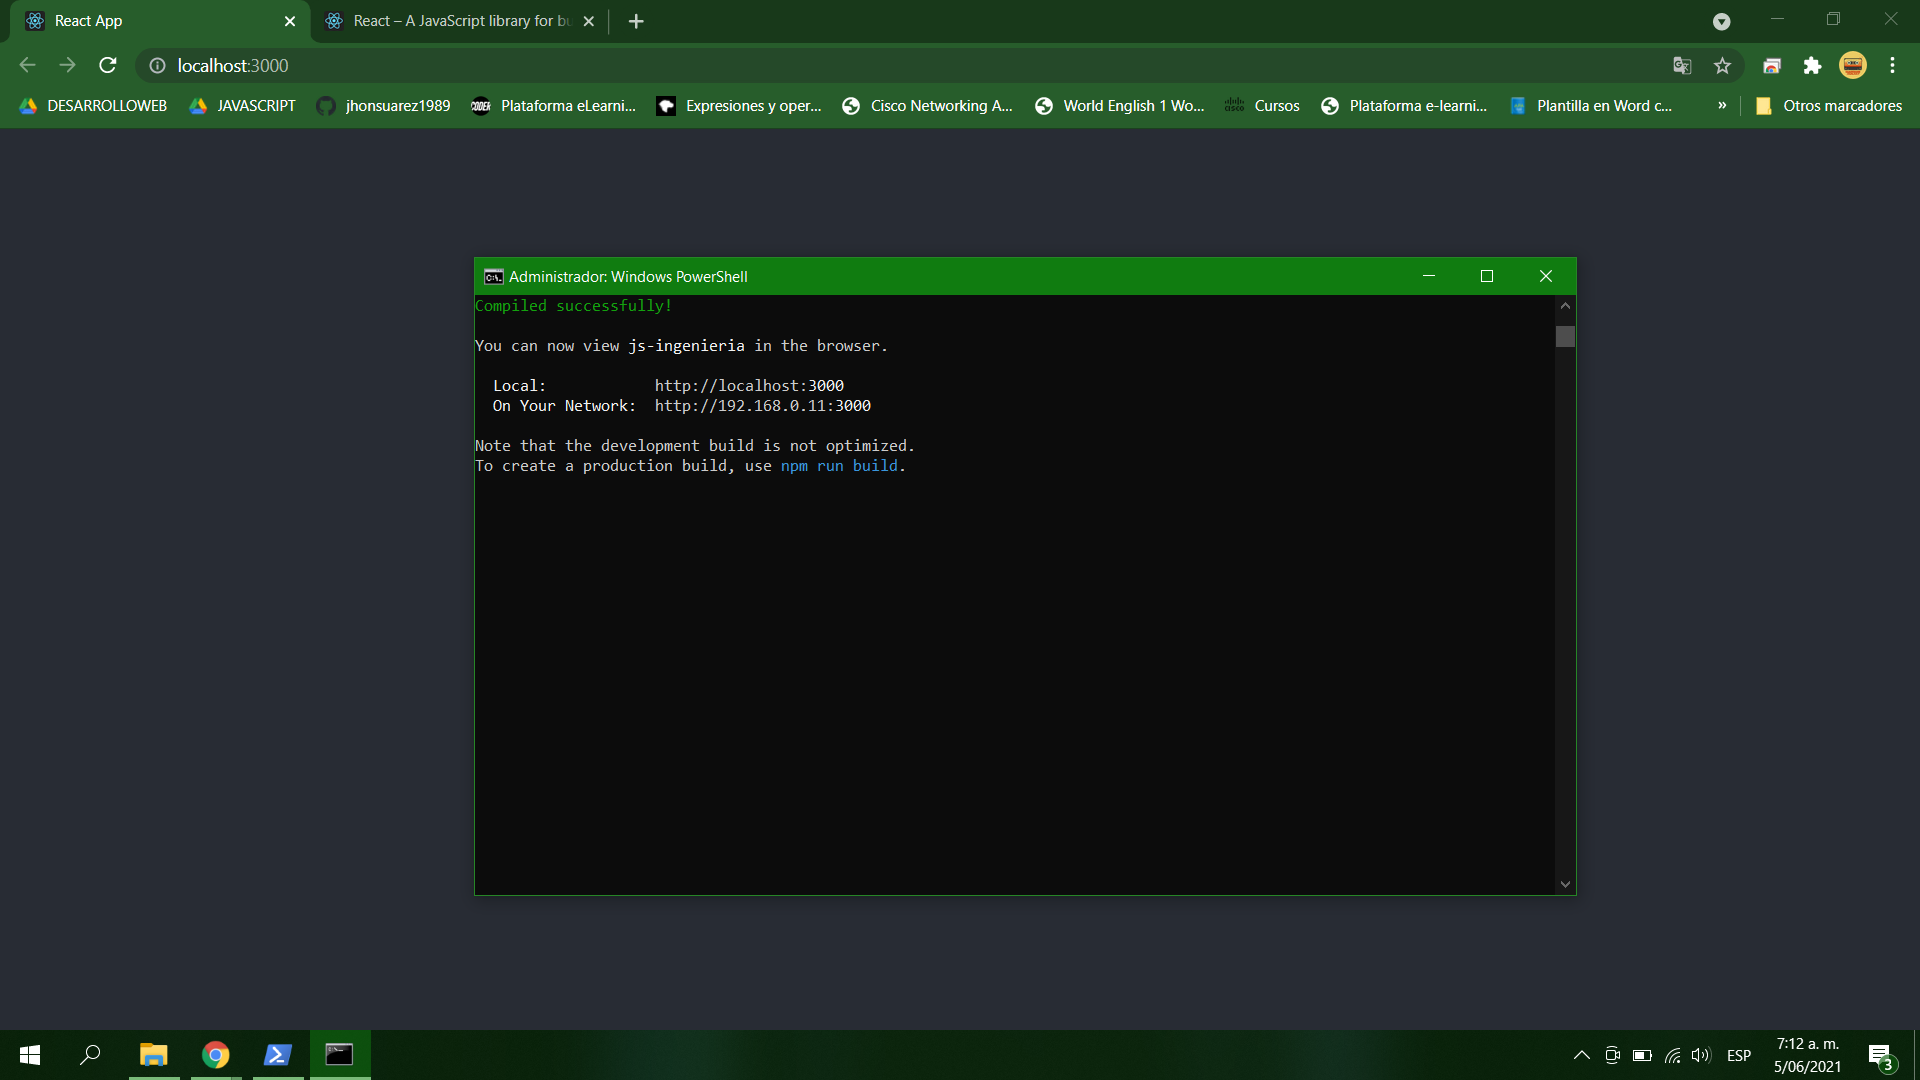 React App
React – A JavaScript library for bu
localhost:3000
DESARROLLOWEB
JAVASCRIPT
jhonsuarez1989
CODER
Plataforma eLearni...
Expresiones y oper...
Cisco Networking A...
World English 1 Wo...
cisco
Cursos
Plataforma e-learni...
Plantilla en Word c...
»
Otros marcadores
Administrador: Windows PowerShell
Compiled successfully!
You can now view js-ingenieria in the browser.
Local: http://localhost:3000
On Your Network: http://192.168.0.11:3000
Note that the development build is not optimized.
To create a production build, use npm run build.
ESP
7:12 a. m.
5/06/2021
3